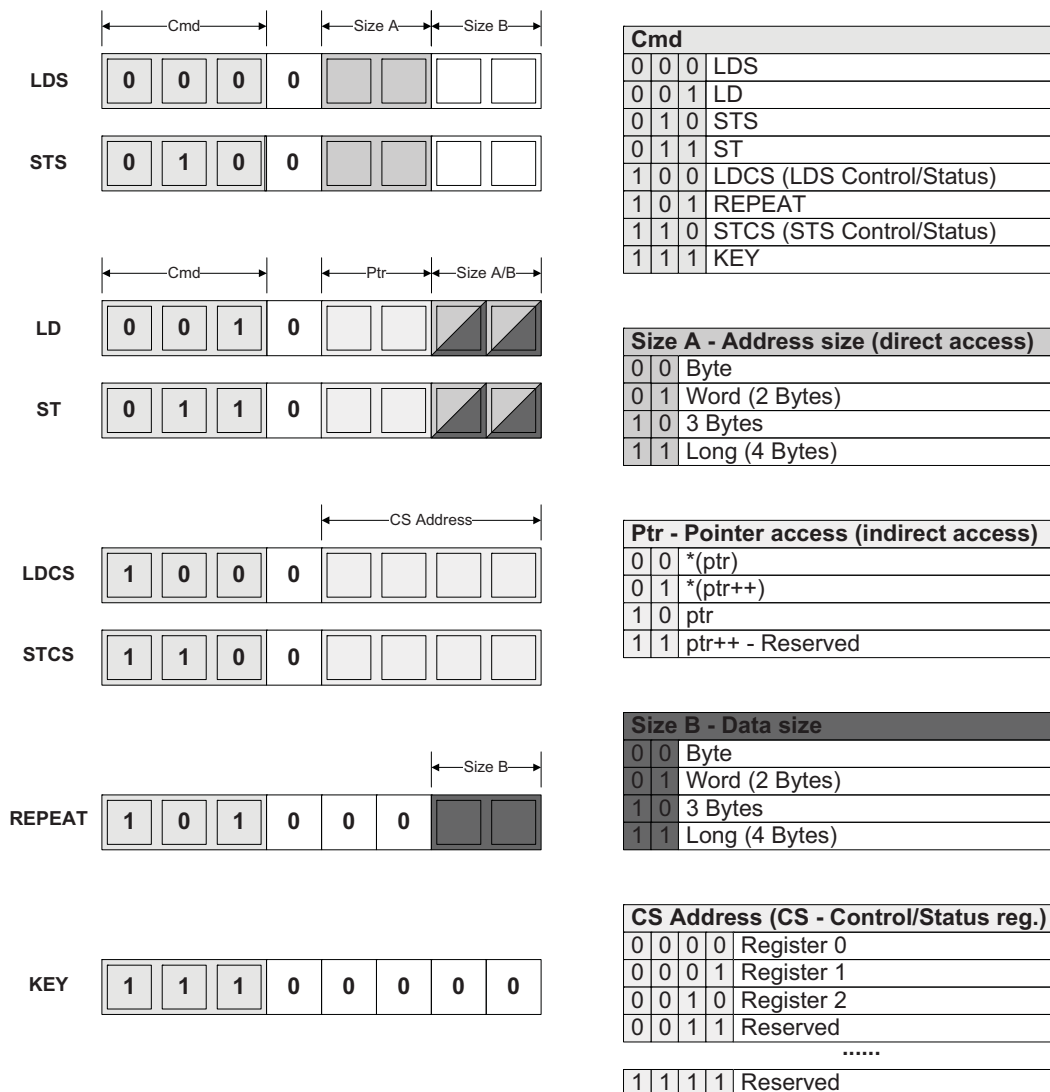 Cmd Size A Size B
LDS 0 0 0 0
STS 0 1 0 0
Cmd Ptr Size A/B
LD 0 0 1 0
ST 0 1 1 0
CS Address
LDCS 1 0 0 0
STCS 1 1 0 0
Size B
REPEAT 1 0 1 0 0 0
KEY 1 1 1 0 0 0 0 0
Cmd
0 0 0 LDS
0 0 1 LD
0 1 0 STS
0 1 1 ST
1 0 0 LDCS (LDS Control/Status)
1 0 1 REPEAT
1 1 0 STCS (STS Control/Status)
1 1 1 KEY
Size A - Address size (direct access)
0 0 Byte
0 1 Word (2 Bytes)
1 0 3 Bytes
1 1 Long (4 Bytes)
Ptr - Pointer access (indirect access)
0 0 *(ptr)
0 1 *(ptr++)
1 0 ptr
1 1 ptr++ - Reserved
Size B - Data size
0 0 Byte
0 1 Word (2 Bytes)
1 0 3 Bytes
1 1 Long (4 Bytes)
CS Address (CS - Control/Status reg.)
0 0 0 0 Register 0
0 0 0 1 Register 1
0 0 1 0 Register 2
0 0 1 1 Reserved
......
1 1 1 1 Reserved